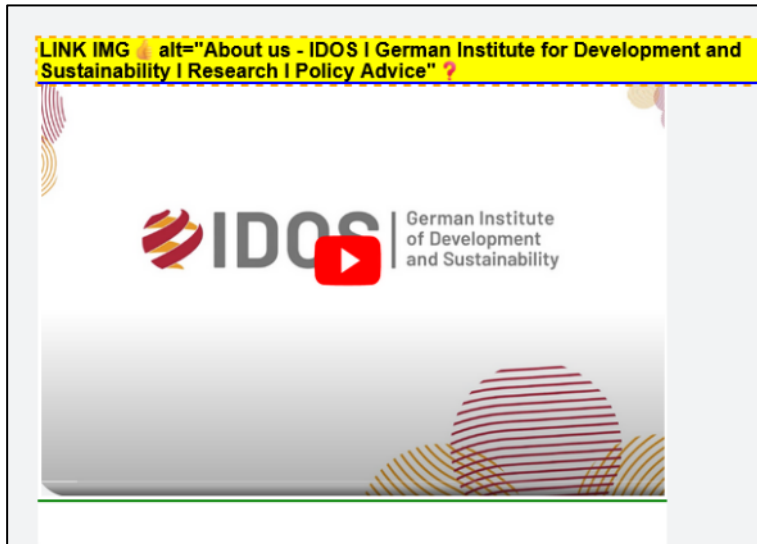 LINK IMG👍 alt="About us - IDOS I German Institute for Development and
Sustainability I Research I Policy Advice"❓
IDOS
German Institute
of Development
and Sustainability